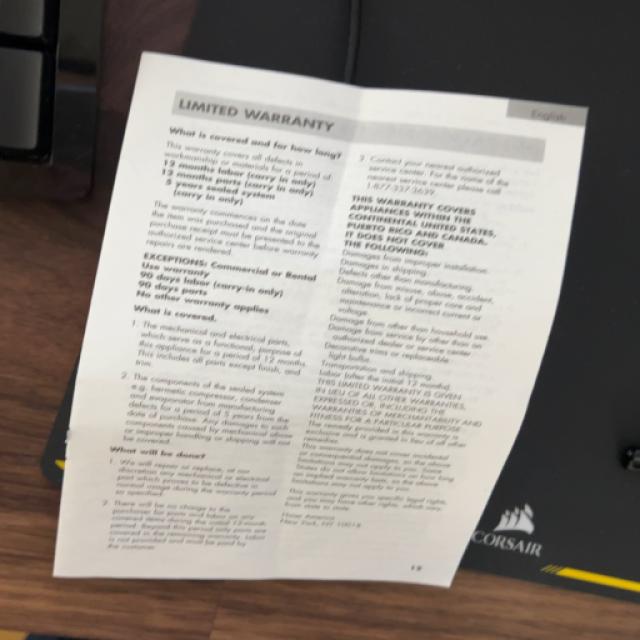 English
LIMITED WARRANTY
What is covered and for how long?
This warranty covers all defects in
workmanship or materials for a period of
12 months labor (carry in only)
12 months parts (carry in only)
5 years sealed system
(carry in only)
The warranty commences on the date
the item was purchased and the original
purchase receipt must be presented to the
authorized service center before warranty
repairs are rendered.
EXCEPTIONS: Commercial or Rental
Use warranty
90 days labor (carry-in only)
90 days parts
No other warranty applies
What is covered.
1. The mechanical and electrical parts,
which serve as a functional purpose of
this appliance for a period of 12 months.
This includes all parts except finish, and
trim.
2. The components of the sealed system
e.g. hermetic compressor, condenser
and evaporator from manufacturing
defects for a period of 5 years from the
date of purchase. Any damages to such
components caused by mechanical abuse
or improper handling or shipping will not
be covered.
What will be done?
1. We will repair or replace, at our
discretion any mechanical or electrical
part which proves to be defective in
normal usage during the warranty period
so specified.
2. There will be no charge to the
purchaser for parts and labor on any
covered items during the initial 12-month
period. Beyond this period only parts are
covered in the remaining warranty. Labor
is not provided and must be paid by
the customer.
3. Contact your nearest authorized
service center. For the name of the
nearest service center please call
1-877-337-3639.
THIS WARRANTY COVERS
APPLIANCES WITHIN THE
CONTINENTAL UNITED STATES,
PUERTO RICO AND CANADA.
IT DOES NOT COVER
THE FOLLOWING:
Damages from improper installation.
Damages in shipping.
Defects other than manufacturing.
Damage from misuse, abuse, accident,
alteration, lack of proper care and
maintenance or incorrect current or
voltage.
Damage from other than household use.
Damage from service by other than an
authorized dealer or service center.
Decorative trims or replaceable
light bulbs.
Transportation and shipping.
Labor (after the initial 12 months).
THIS LIMITED WARRANTY IS GIVEN
IN LIEU OF ALL OTHER WARRANTIES,
EXPRESSED OR INCLUDING THE
WARRANTIES OF MERCHANTABILITY AND
FITNESS FOR A PARTICULAR PURPOSE
The remedy provided in this warranty is
exclusive and is granted in lieu of all other
remedies.
This warranty does not cover incidental
or consequential damages, so the above
limitations may not apply to you. Some
States do not allow limitations on how long
an implied warranty lasts, so the above
limitations may not apply to you.
This warranty gives you specific legal rights,
and you may have other rights, which vary
from state to state.
Haier America
New York, NY 10018
19
CORSAIR